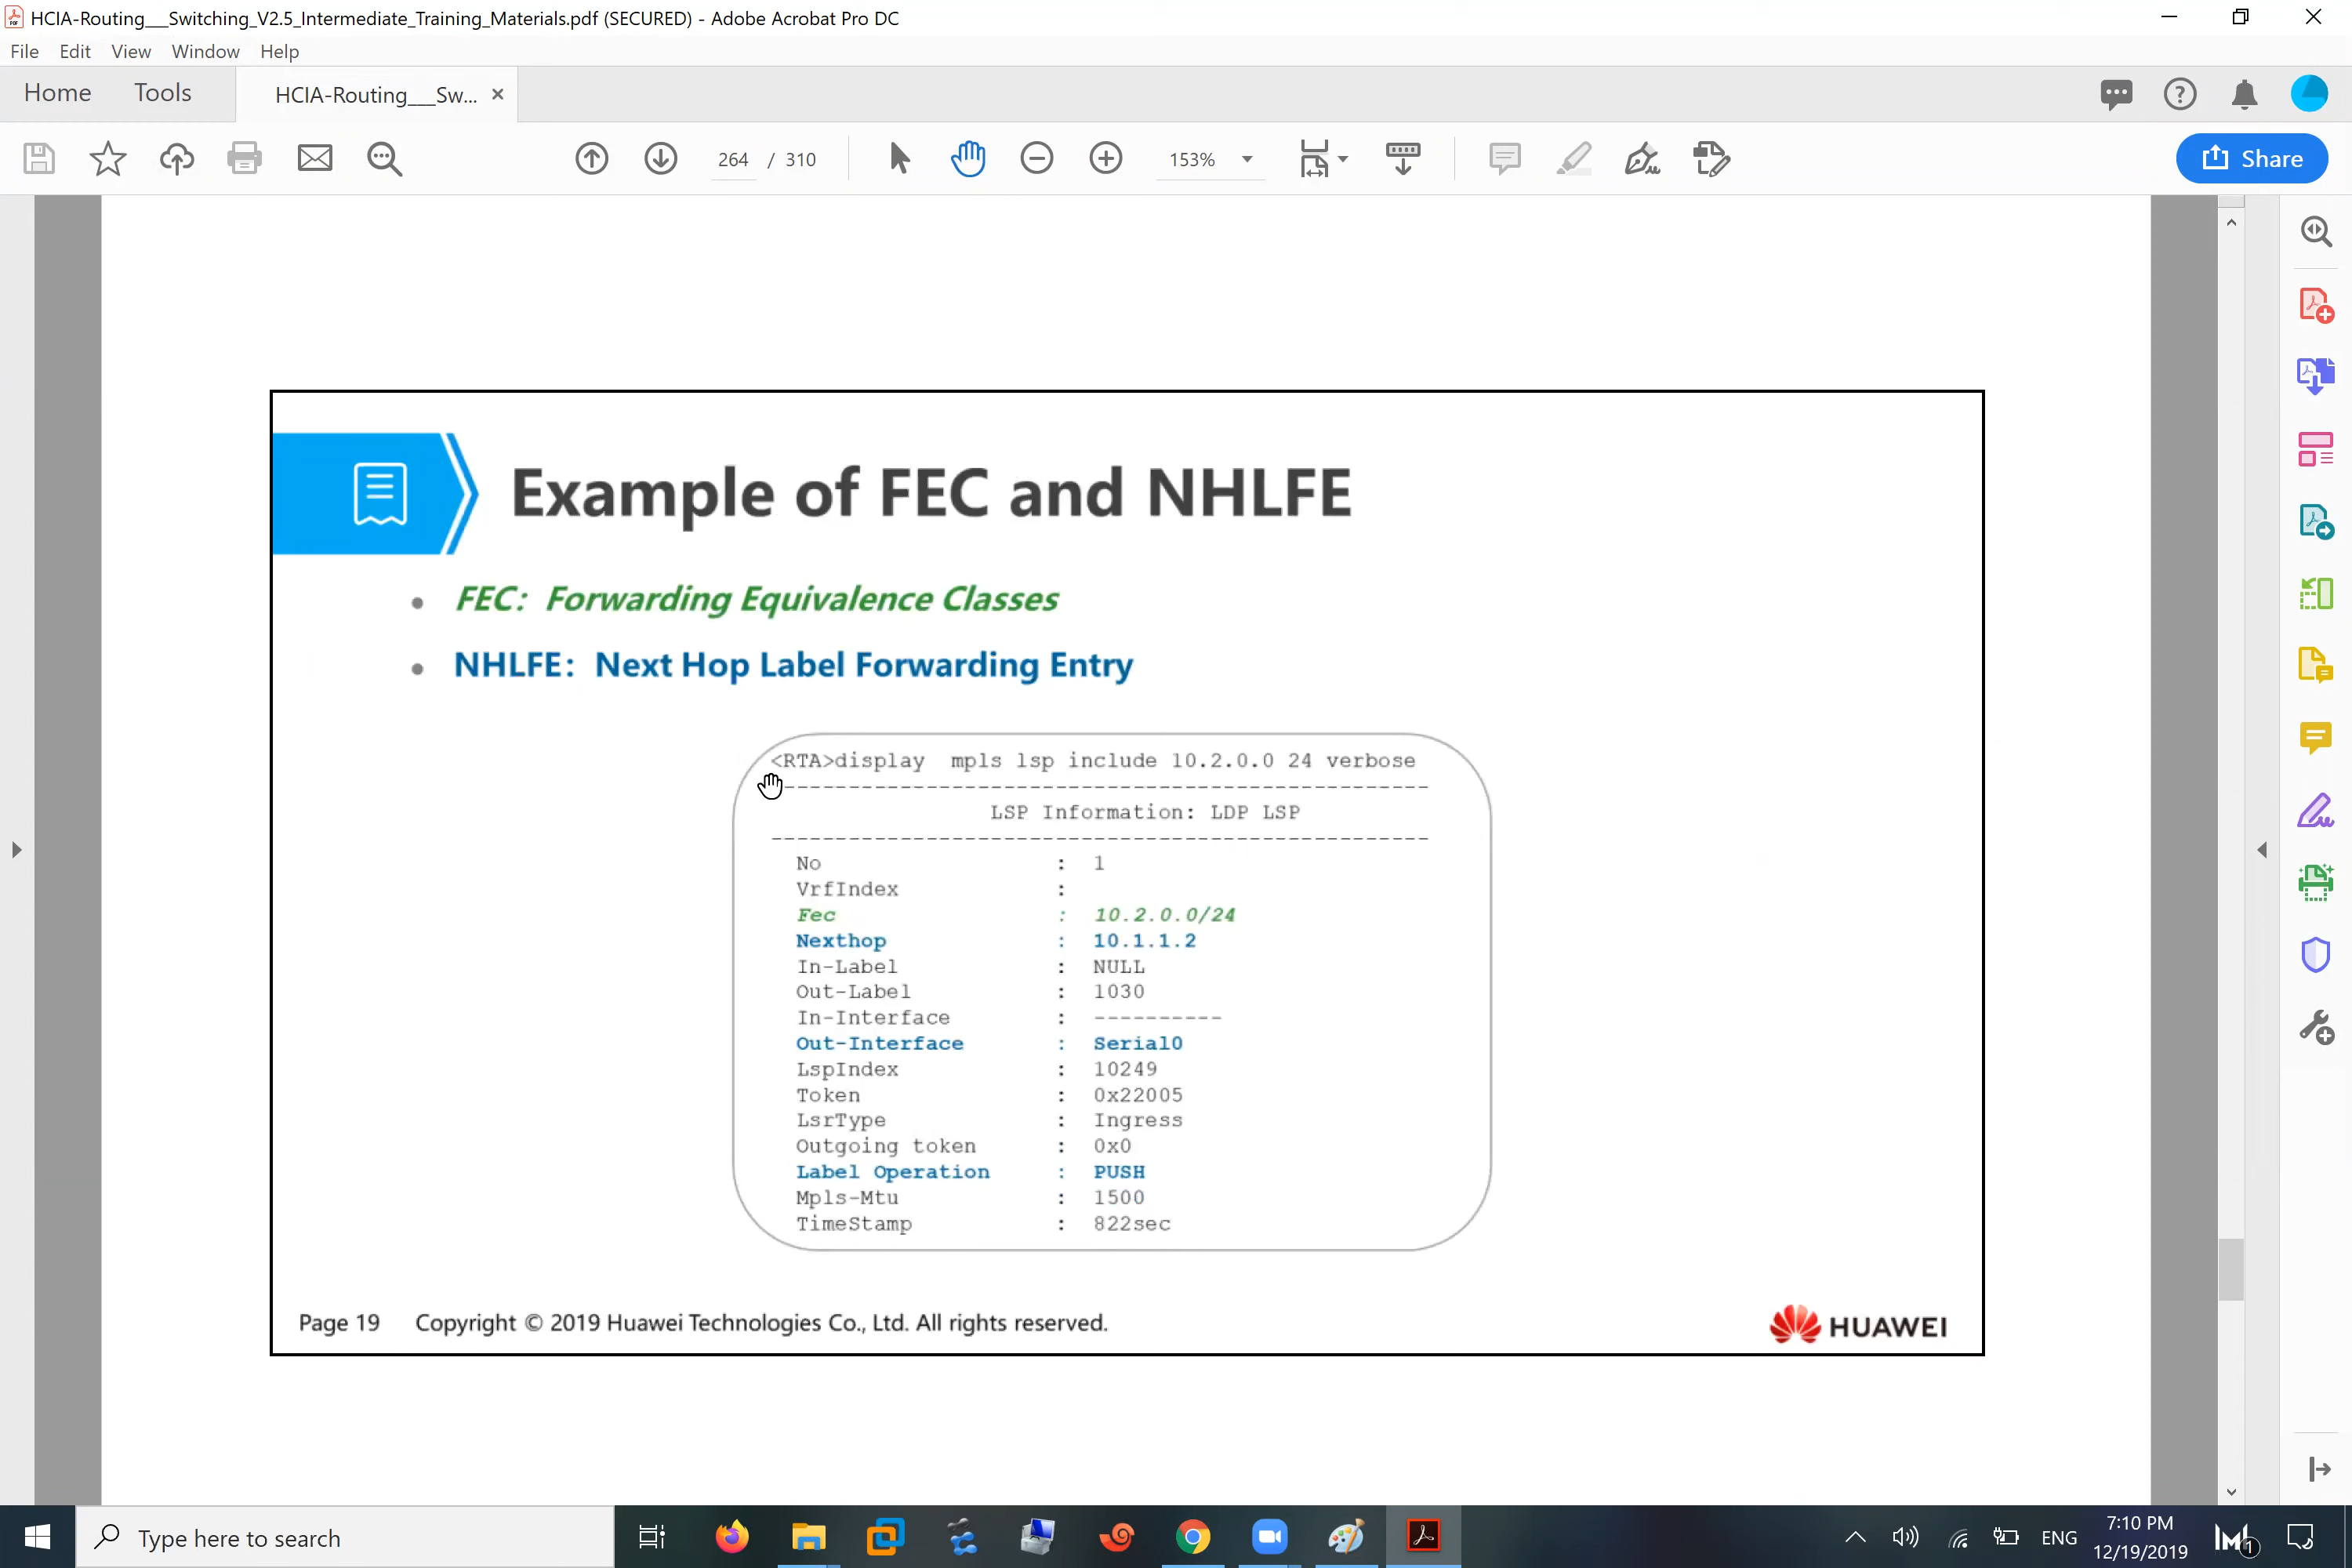 HCIA-Routing___Switching_V2.5_Intermediate_Training_Materials.pdf (SECURED) - Adobe Acrobat Pro DC
File Edit View Window Help
Home Tools HCIA-Routing___Sw... ×
264 / 310 153% Share
Example of FEC and NHLFE
• FEC: Forwarding Equivalence Classes
• NHLFE: Next Hop Label Forwarding Entry
<RTA>display mpls lsp include 10.2.0.0 24 verbose
---------------------------------------------------
LSP Information: LDP LSP
---------------------------------------------------
No : 1
VrfIndex :
Fec : 10.2.0.0/24
Nexthop : 10.1.1.2
In-Label : NULL
Out-Label : 1030
In-Interface : ----------
Out-Interface : Serial0
LspIndex : 10249
Token : 0x22005
LsrType : Ingress
Outgoing token : 0x0
Label Operation : PUSH
Mpls-Mtu : 1500
TimeStamp : 822sec
Page 19 Copyright © 2019 Huawei Technologies Co., Ltd. All rights reserved.
HUAWEI
Type here to search
ENG
7:10 PM
12/19/2019
1